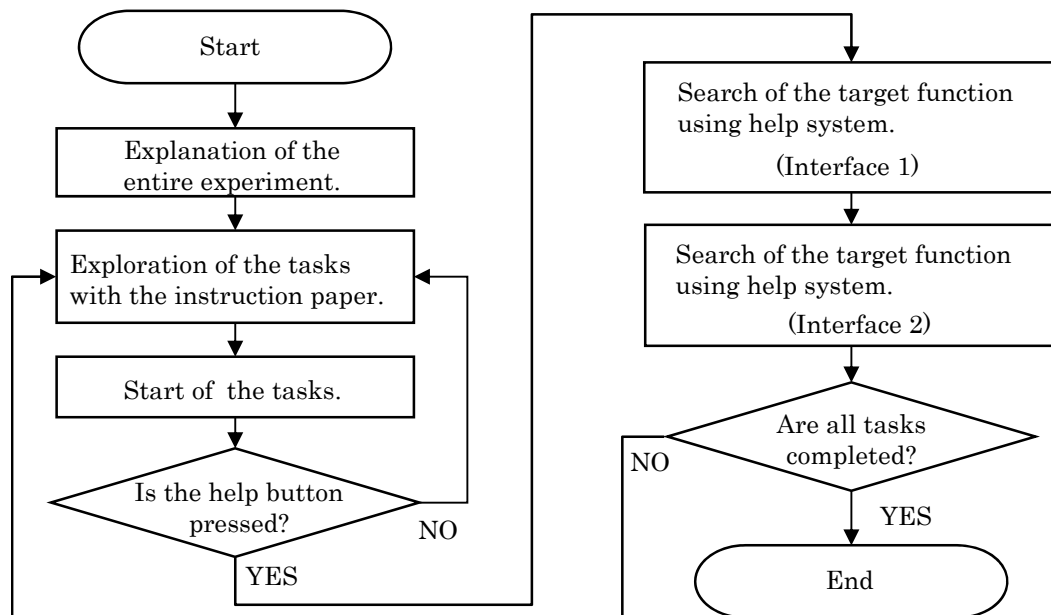 Start
Explanation of the
entire experiment.
Exploration of the tasks
with the instruction paper.
Start of the tasks.
Is the help button
pressed?
NO
YES
Search of the target function
using help system.
(Interface 1)
Search of the target function
using help system.
(Interface 2)
Are all tasks
completed?
NO
YES
End